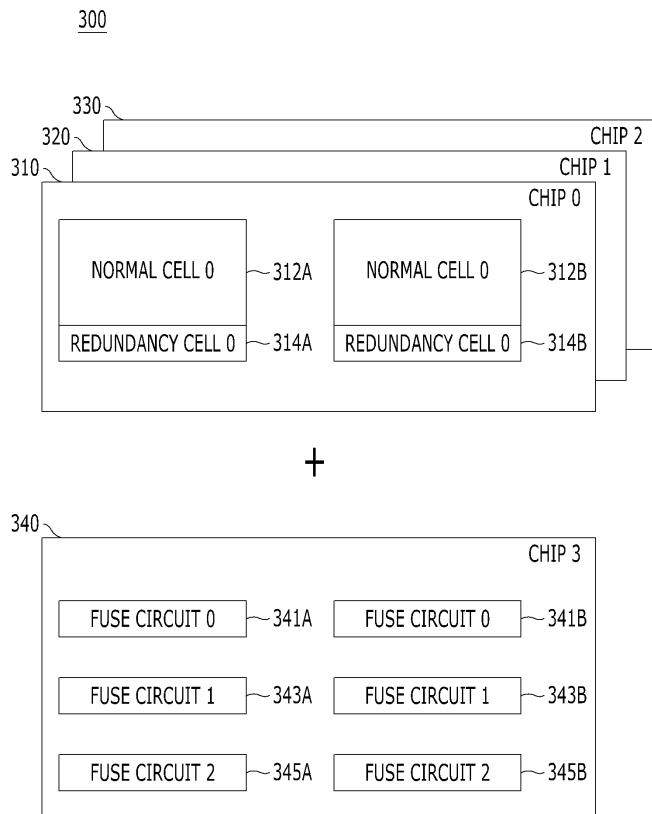 300
330
CHIP 2
320
CHIP 1
310
CHIP 0
NORMAL CELL 0
312A
NORMAL CELL 0
312B
REDUNDANCY CELL 0
314A
REDUNDANCY CELL 0
314B
+
340
CHIP 3
FUSE CIRCUIT 0
341A
FUSE CIRCUIT 0
341B
FUSE CIRCUIT 1
343A
FUSE CIRCUIT 1
343B
FUSE CIRCUIT 2
345A
FUSE CIRCUIT 2
345B